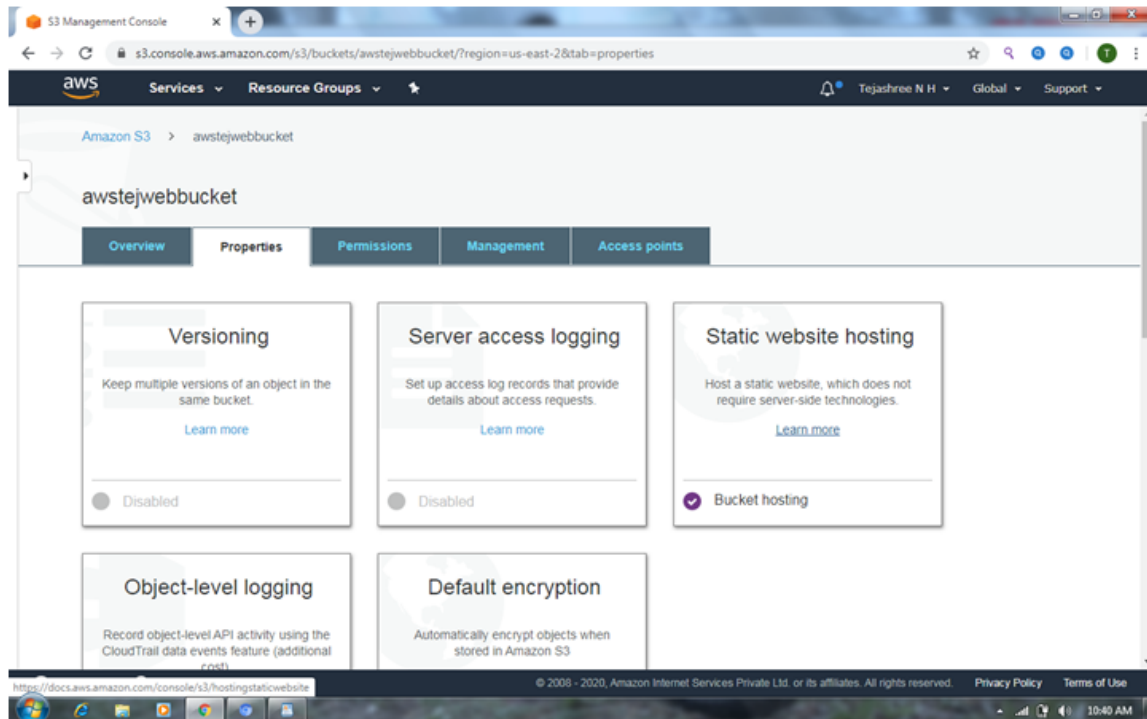 S3 Management Console
s3.console.aws.amazon.com/s3/buckets/awstejwebbucket/?region=us-east-2&tab=properties
T
aws Services Resource Groups Tejashree N H Global Support
Amazon S3 > awstejwebbucket
awstejwebbucket
Overview Properties Permissions Management Access points
Versioning
Keep multiple versions of an object in the
same bucket.
Learn more
Disabled
Server access logging
Set up access log records that provide
details about access requests.
Learn more
Disabled
Static website hosting
Host a static website, which does not
require server-side technologies.
Learn more
Bucket hosting
Object-level logging
Record object-level API activity using the
CloudTrail data events feature (additional
cost)
Default encryption
Automatically encrypt objects when
stored in Amazon S3
https://docs.aws.amazon.com/console/s3/hostingstaticwebsite
© 2008 - 2020, Amazon Internet Services Private Ltd. or its affiliates. All rights reserved. Privacy Policy Terms of Use
10:40 AM